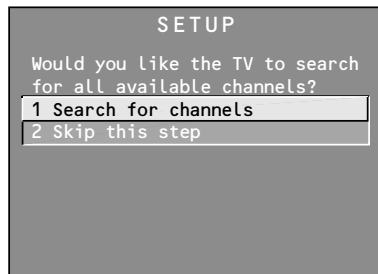 SETUP
Would you like the TV to search
for all available channels?
1 Search for channels
2 Skip this step